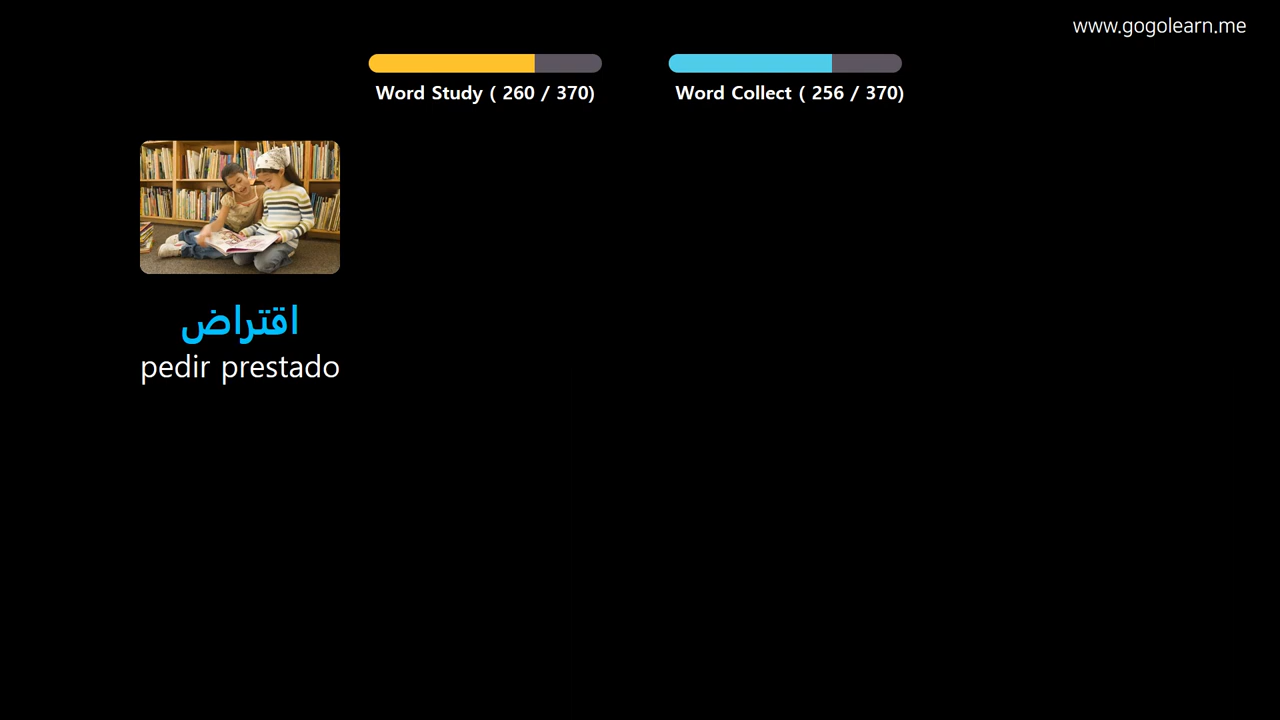 www.gogolearn.me
Word Study ( 260 / 370)
Word Collect ( 256 / 370)
اقتراض
pedir prestado